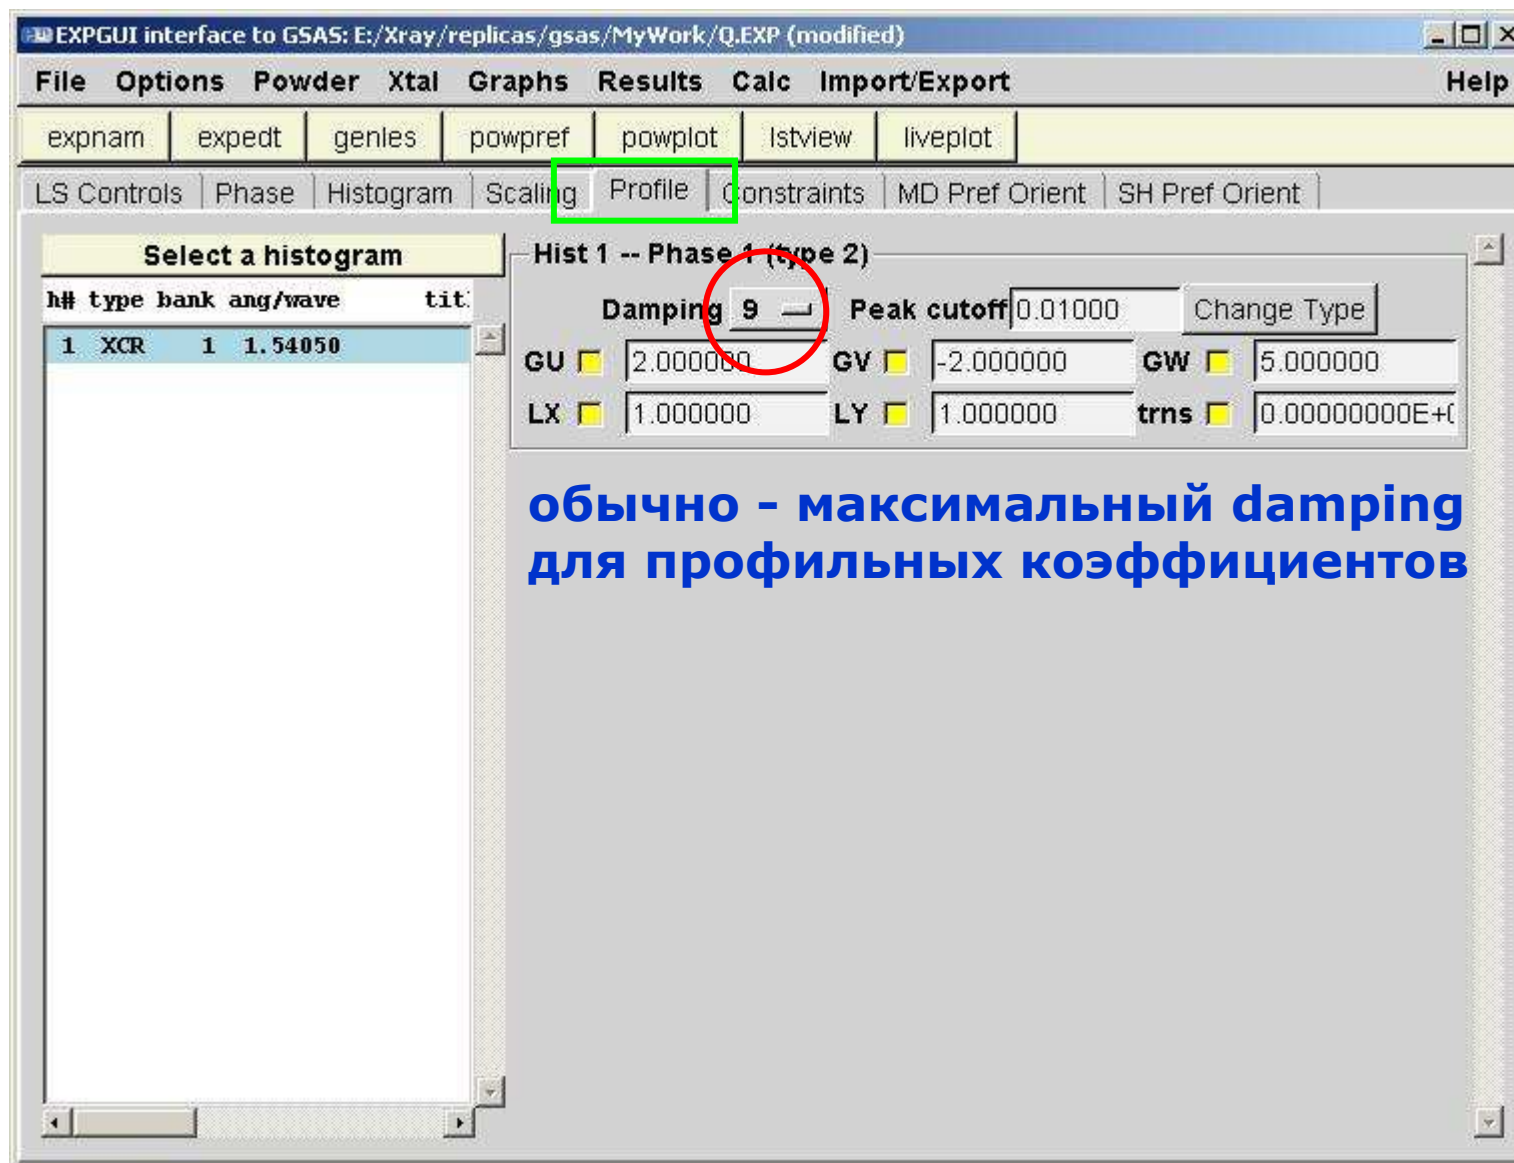 EXPGUI interface to GSAS: E:/Xray/replicas/gsas/MyWork/Q.EXP (modified)
File Options Powder Xtal Graphs Results Calc Import/Export Help
expnam expedt genles powpref powplot lstview liveplot
LS Controls Phase Histogram Scaling Profile Constraints MD Pref Orient SH Pref Orient
Select a histogram
h# type bank ang/wave tit
1 XCR 1 1.54050
Hist 1 -- Phase 1 (type 2)
Damping 9 Peak cutoff 0.01000 Change Type
GU 2.000000 GV -2.000000 GW 5.000000
LX 1.000000 LY 1.000000 trns 0.00000000E+0
обычно - максимальный damping
для профильных коэффициентов